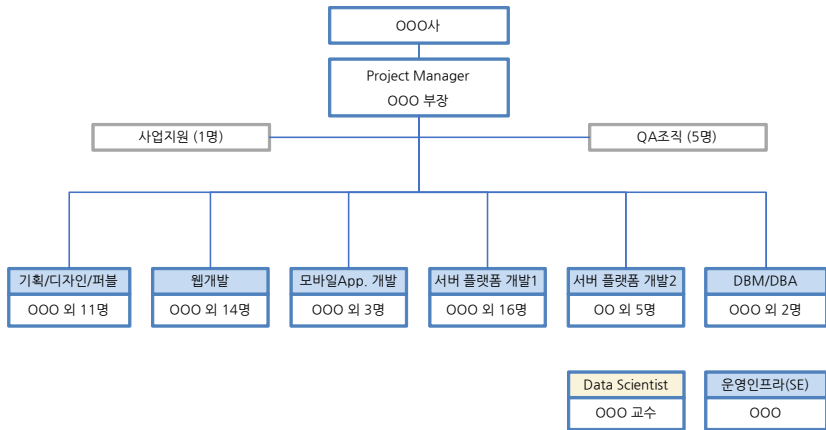 OOO사
Project Manager
OOO 부장
사업지원 (1명)
QA조직 (5명)
기획/디자인/퍼블
웹개발
모바일App. 개발
서버 플랫폼 개발1
서버 플랫폼 개발2
DBM/DBA
OOO 외 11명
OOO 외 14명
OOO 외 3명
OOO 외 16명
OO 외 5명
OOO 외 2명
Data Scientist
운영인프라(SE)
OOO 교수
OOO